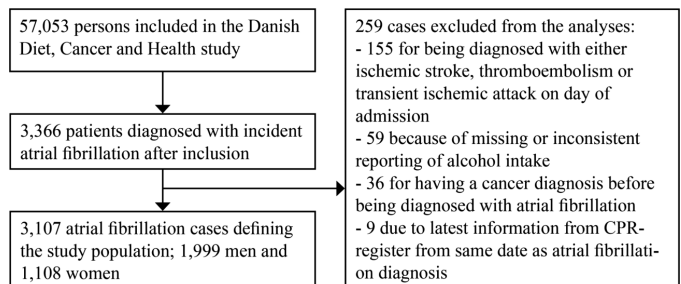 57,053 persons included in the Danish
Diet, Cancer and Health study
3,366 patients diagnosed with incident
atrial fibrillation after inclusion
3,107 atrial fibrillation cases defining
the study population; 1,999 men and
1,108 women
259 cases excluded from the analyses:
- 155 for being diagnosed with either
ischemic stroke, thromboembolism or
transient ischemic attack on day of
admission
- 59 because of missing or inconsistent
reporting of alcohol intake
- 36 for having a cancer diagnosis before
being diagnosed with atrial fibrillation
- 9 due to latest information from CPR-
register from same date as atrial fibrillati-
on diagnosis